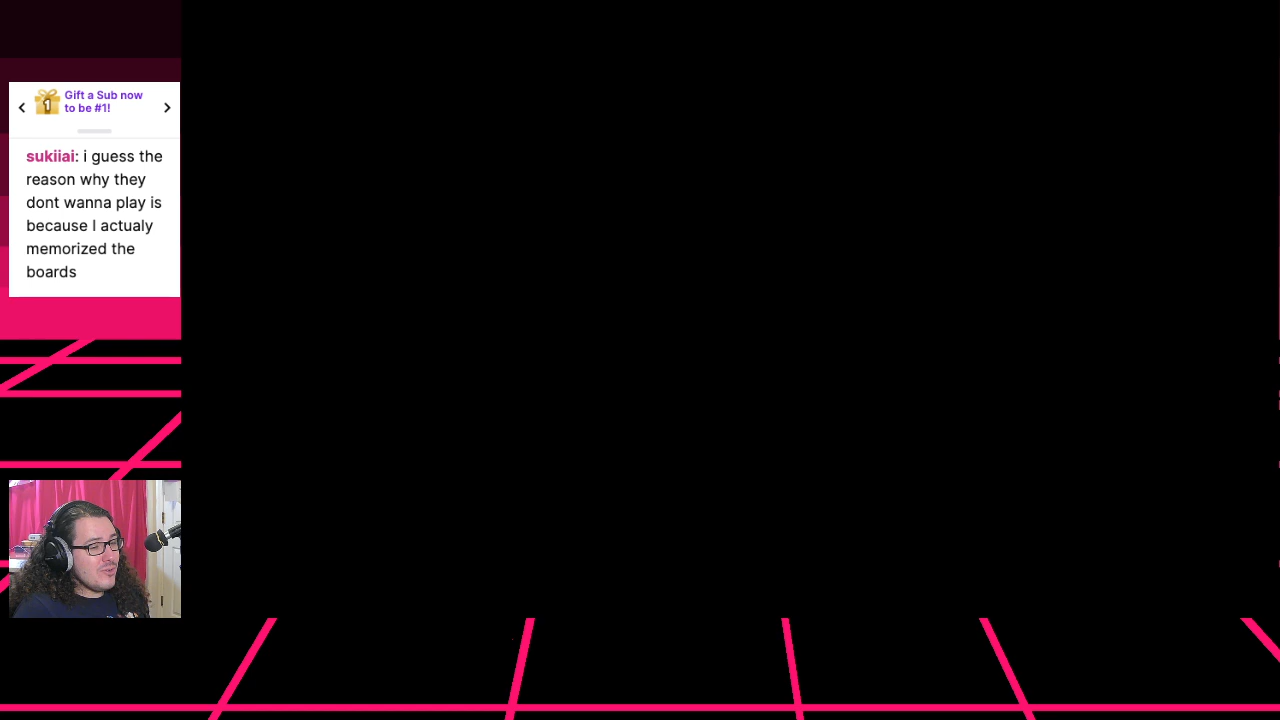 Gift a Sub now
to be #1!
1
sukiiai: i guess the
reason why they
dont wanna play is
because I actualy
memorized the
boards